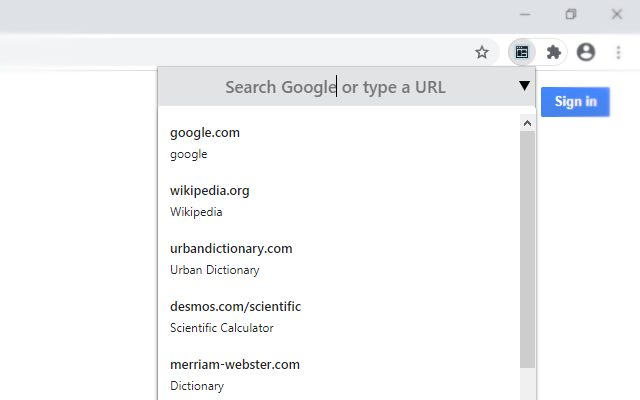 Search Google or type a URL
Sign in
google.com
google
wikipedia.org
Wikipedia
urbandictionary.com
Urban Dictionary
desmos.com/scientific
Scientific Calculator
merriam-webster.com
Dictionary